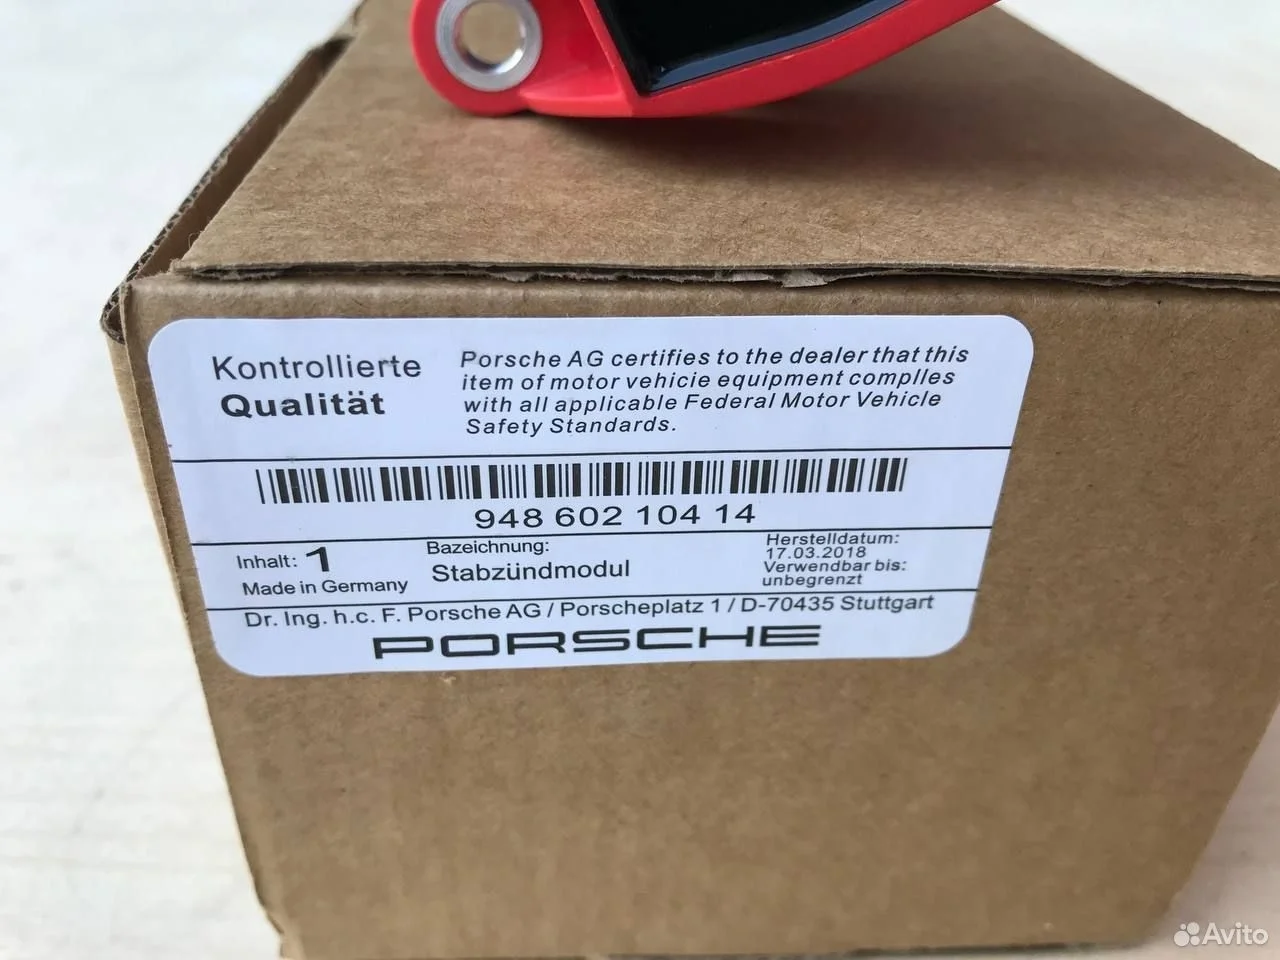 Kontrollierte
Qualität
Porsche AG certifies to the dealer that this
item of motor vehicie equipment complles
with all applicable Federal Motor Vehicle
Safety Standards.
948 602 104 14
Inhalt: 1
Made in Germany
Bazeichnung:
Stabzündmodul
Herstelldatum:
17.03.2018
Verwendbar bis:
unbegrenzt
Dr. Ing. h.c. F. Porsche AG / Porscheplatz 1 / D-70435 Stuttgart
PORSCHE
Avito